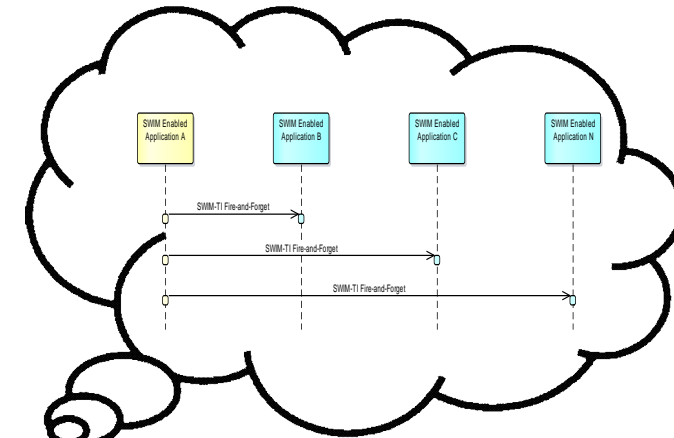 SWIM Enabled
Application A
SWIM Enabled
Application B
SWIM Enabled
Application C
SWIM Enabled
Application N
SWIM-TI Fire-and-Forget
SWIM-TI Fire-and-Forget
SWIM-TI Fire-and-Forget